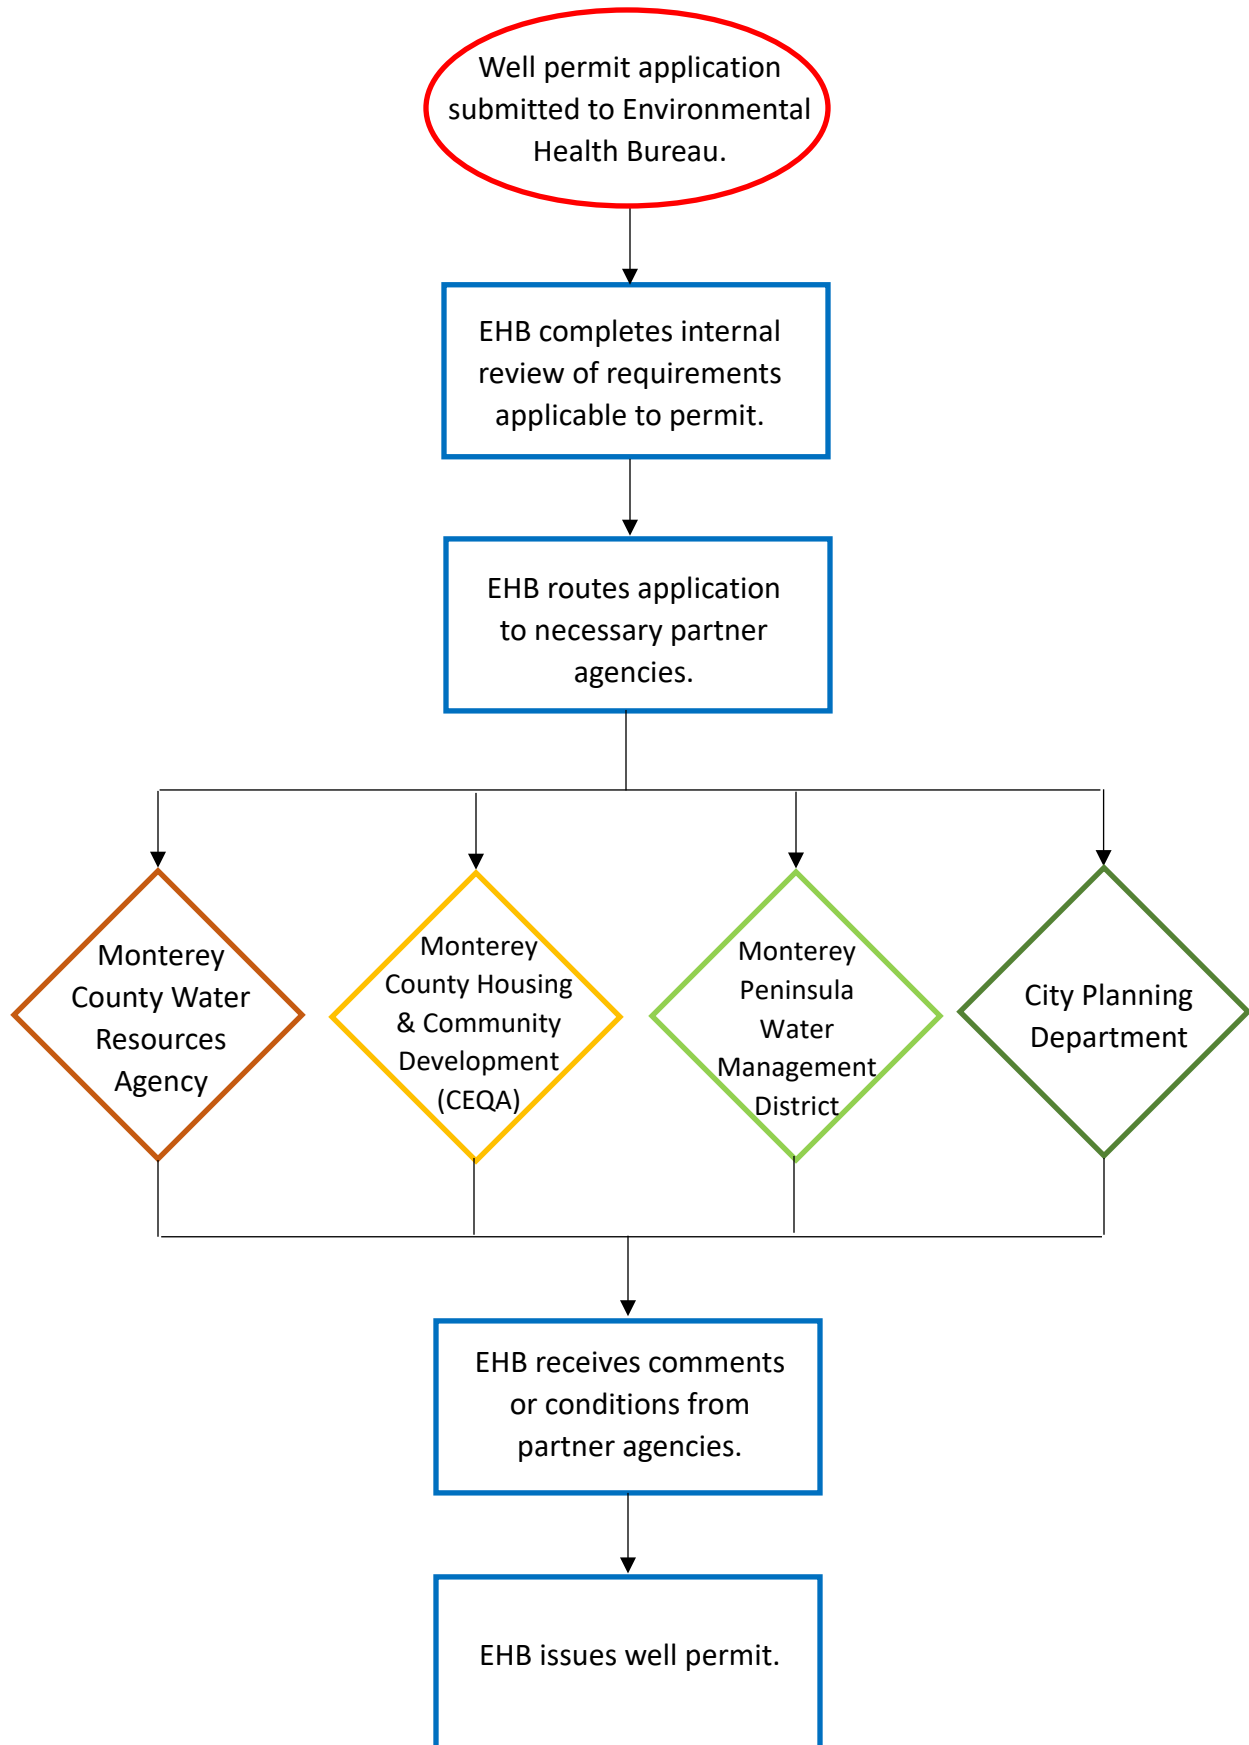 Well permit application
submitted to Environmental
Health Bureau.
EHB completes internal
review of requirements
applicable to permit.
EHB routes application
to necessary partner
agencies.
Monterey
County Water
Resources
Agency
Monterey
County Housing
& Community
Development
(CEQA)
Monterey
Peninsula
Water
Management
District
City Planning
Department
EHB receives comments
or conditions from
partner agencies.
EHB issues well permit.